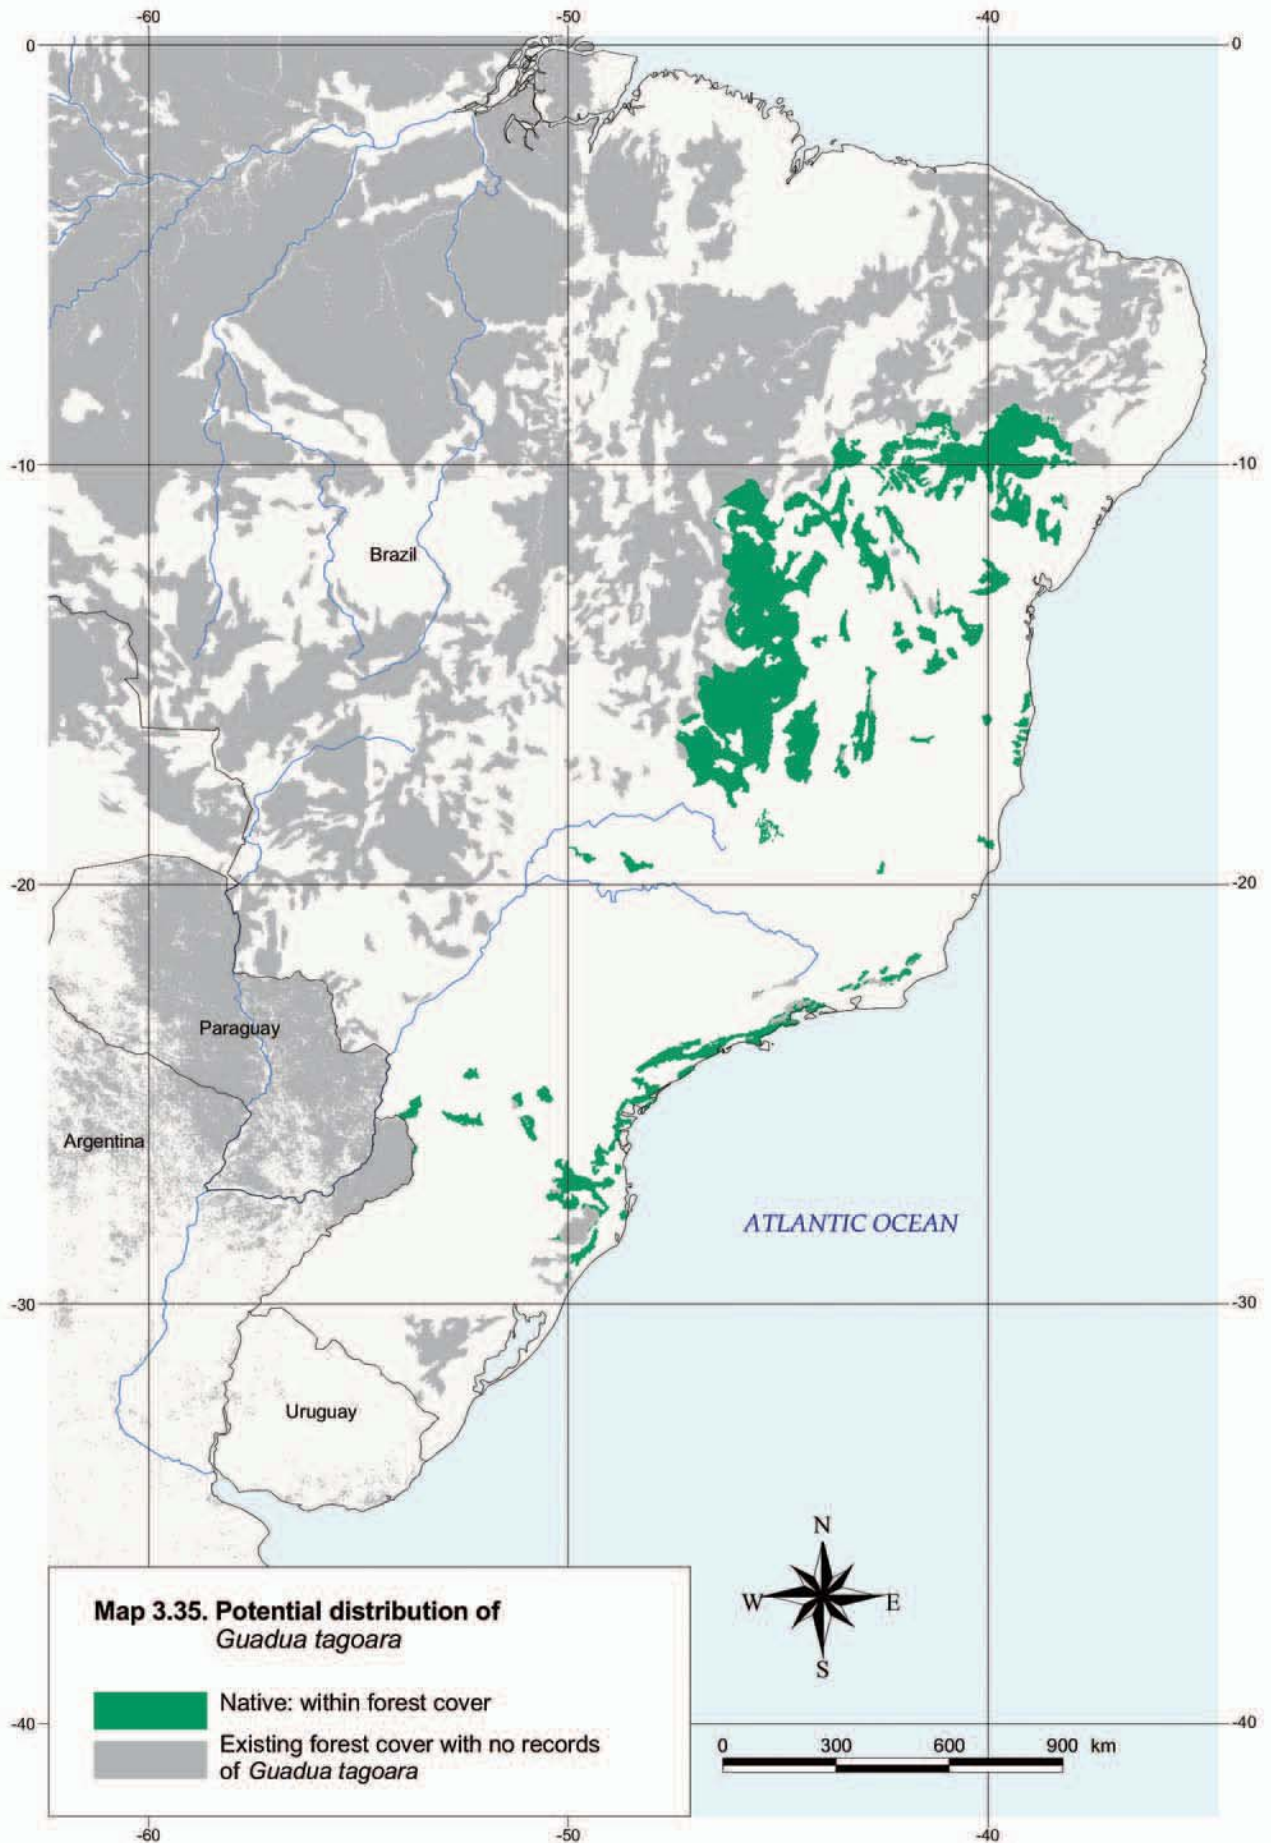 -60 -50 -40
0 0
-10 -10
Brazil
-20 -20
Paraguay
Argentina
ATLANTIC OCEAN
-30 -30
Uruguay
N
W E
S
Map 3.35. Potential distribution of
Guadua tagoara
Native: within forest cover
Existing forest cover with no records
of Guadua tagoara
-40 -40
0 300 600 900 km
-60 -50 -40